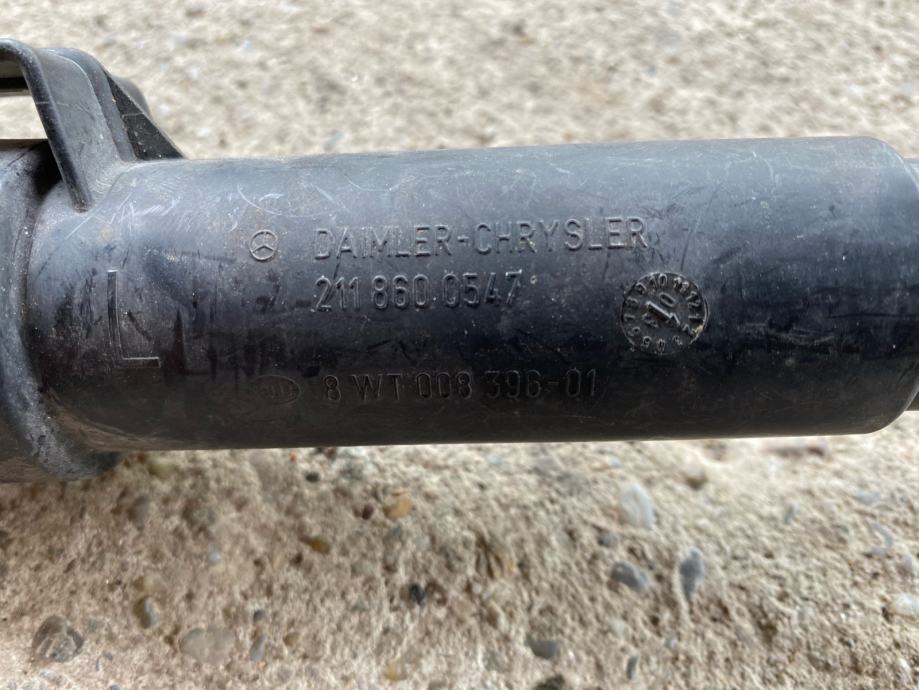 DAIMLER-CHRYSLER
211 860 0547
L
8 WT 008 396-01